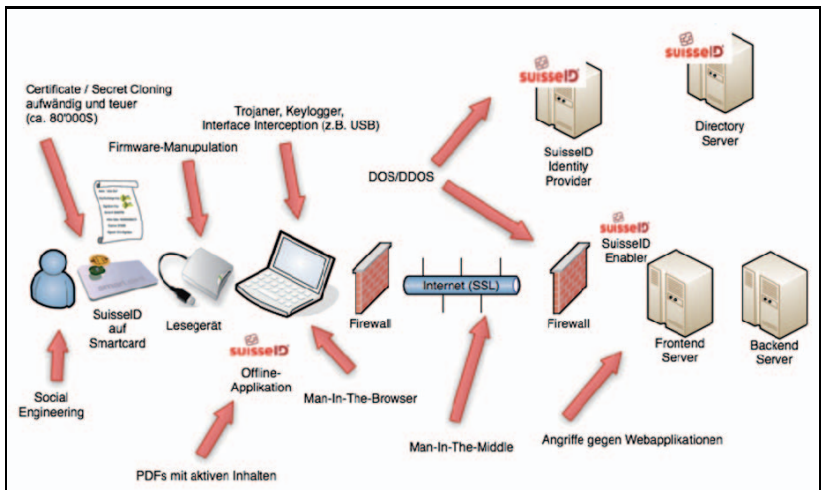 suisseID
suisseID
Certificate / Secret Cloning
aufwändig und teuer
(ca. 80'000$)
Trojaner, Keylogger,
Interface Interception (z.B. USB)
Directory
Server
Firmware-Manupulation
SuisseID
Identity
Provider
DOS/DDOS
suisseID
SuisseID
Enabler
Internet (SSL)
SuisseID
auf
Smartcard
Lesegerät
Firewall
Firewall
Frontend
Server
Backend
Server
suisseID
Offline-
Applikation
Social
Engineering
Man-In-The-Browser
Man-In-The-Middle
Angriffe gegen Webapplikationen
PDFs mit aktiven Inhalten